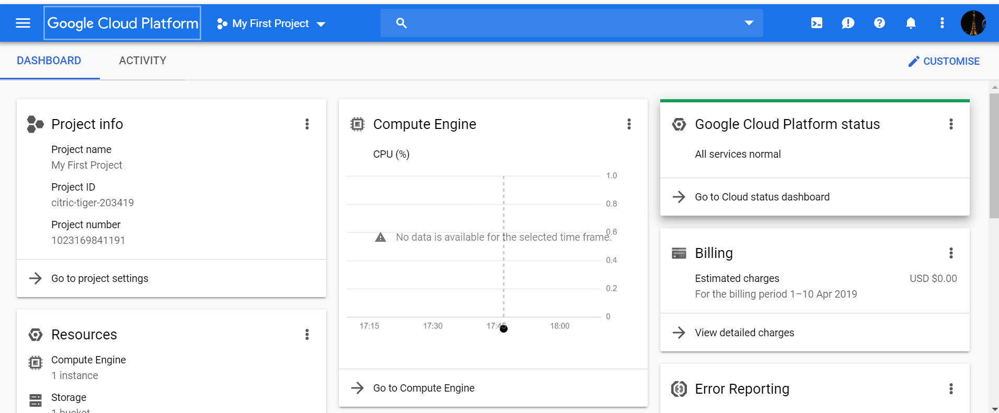 Google Cloud Platform
My First Project
DASHBOARD
ACTIVITY
CUSTOMISE
Project info
Project name
My First Project
Project ID
citric-tiger-203419
Project number
1023169841191
Go to project settings
Resources
Compute Engine
1 instance
Storage
1 bucket
Compute Engine
CPU (%)
1.0
0.8
0.6
No data is available for the selected time frame.
0.4
0.2
0
17:15
17:30
17:45
18:00
Go to Compute Engine
Google Cloud Platform status
All services normal
Go to Cloud status dashboard
Billing
Estimated charges
USD $0.00
For the billing period 1–10 Apr 2019
View detailed charges
Error Reporting